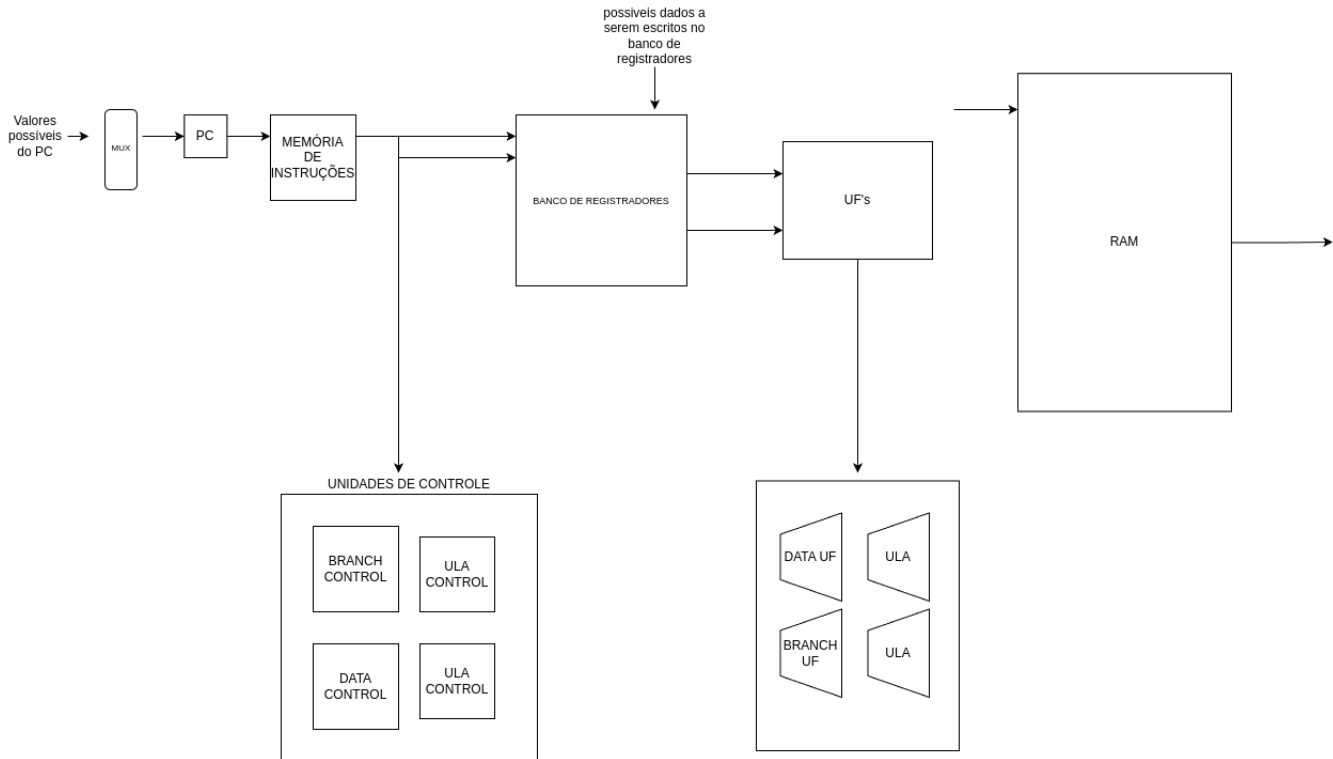 possiveis dados a
serem escritos no
banco de
registradores
Valores
possíveis
do PC
MUX
PC
MEMÓRIA
DE
INSTRUÇÕES
BANCO DE REGISTRADORES
UF's
RAM
UNIDADES DE CONTROLE
BRANCH
CONTROL
ULA
CONTROL
DATA
CONTROL
ULA
CONTROL
DATA UF
ULA
BRANCH
UF
ULA